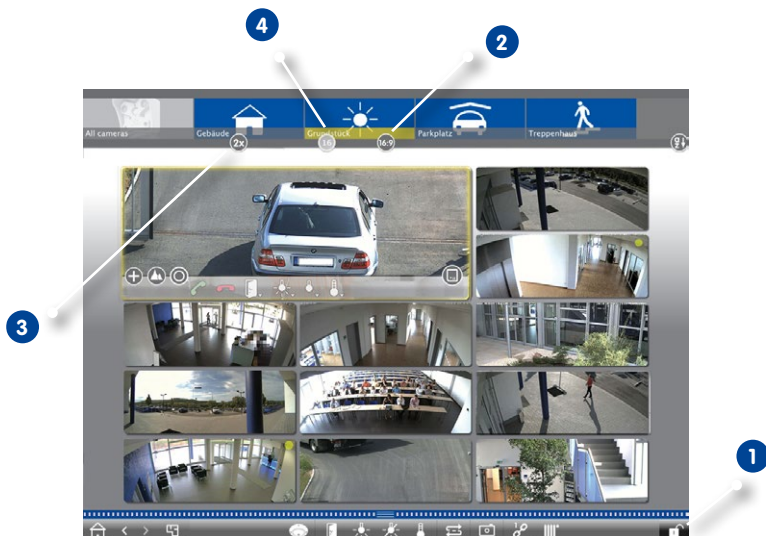 4
2
All cameras
Gebäude
Grundstück
Parkplatz
Treppenhaus
2x
16
16:9
3
1